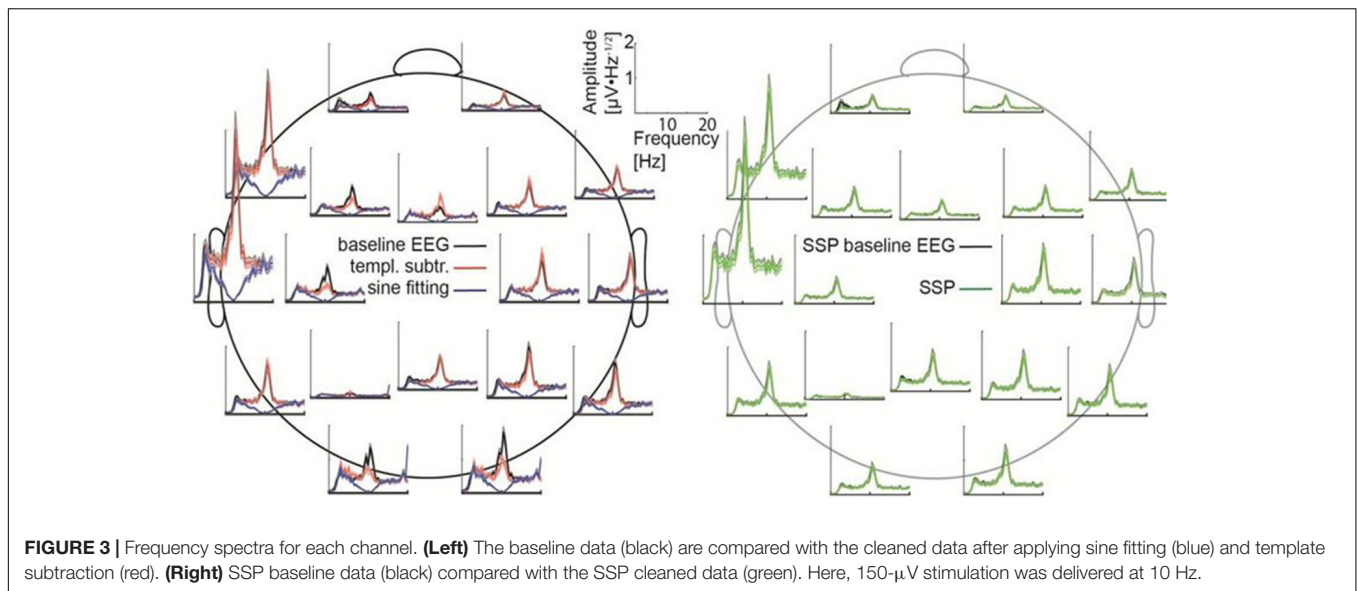 Amplitude
[µV•Hz-1/2]
2
1
10 20
Frequency
[Hz]
baseline EEG
templ. subtr.
sine fitting
SSP baseline EEG
SSP
FIGURE 3 | Frequency spectra for each channel. (Left) The baseline data (black) are compared with the cleaned data after applying sine fitting (blue) and template
subtraction (red). (Right) SSP baseline data (black) compared with the SSP cleaned data (green). Here, 150-µV stimulation was delivered at 10 Hz.